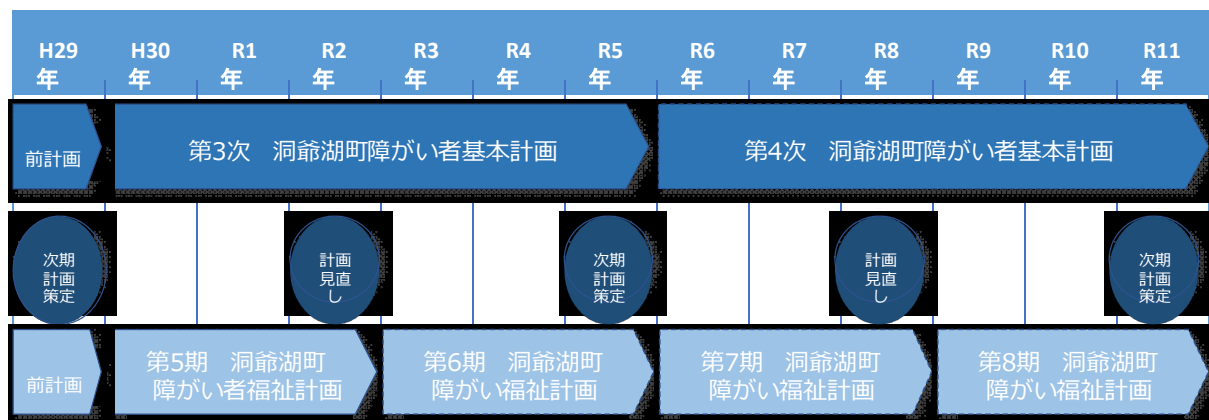 H29 H30 R1 R2 R3 R4 R5 R6 R7 R8 R9 R10 R11
年 年 年 年 年 年 年 年 年 年 年 年 年
前計画
第3次 洞爺湖町障がい者基本計画
第4次 洞爺湖町障がい者基本計画
次期
計画
策定
計画
見直
し
次期
計画
策定
計画
見直
し
次期
計画
策定
前計画
第5期 洞爺湖町
障がい者福祉計画
第6期 洞爺湖町
障がい福祉計画
第7期 洞爺湖町
障がい福祉計画
第8期 洞爺湖町
障がい福祉計画